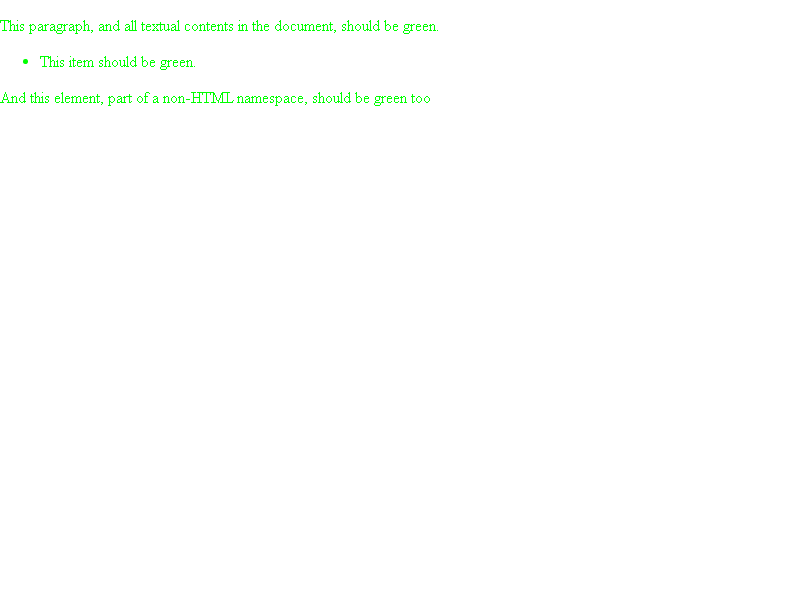 This paragraph, and all textual contents in the document, should be green.
• This item should be green.
And this element, part of a non-HTML namespace, should be green too